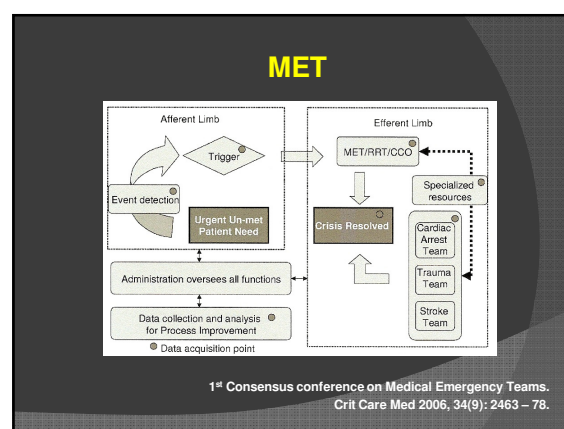 MET
Afferent Limb
Trigger
Event detection
Urgent Un-met
Patient Need
Efferent Limb
MET/RRT/CCO
Specialized
resources
Crisis Resolved
Cardiac
Arrest
Team
Trauma
Team
Stroke
Team
Administration oversees all functions
Data collection and analysis
for Process Improvement
Data acquisition point
1st Consensus conference on Medical Emergency Teams.
Crit Care Med 2006, 34(9): 2463 – 78.